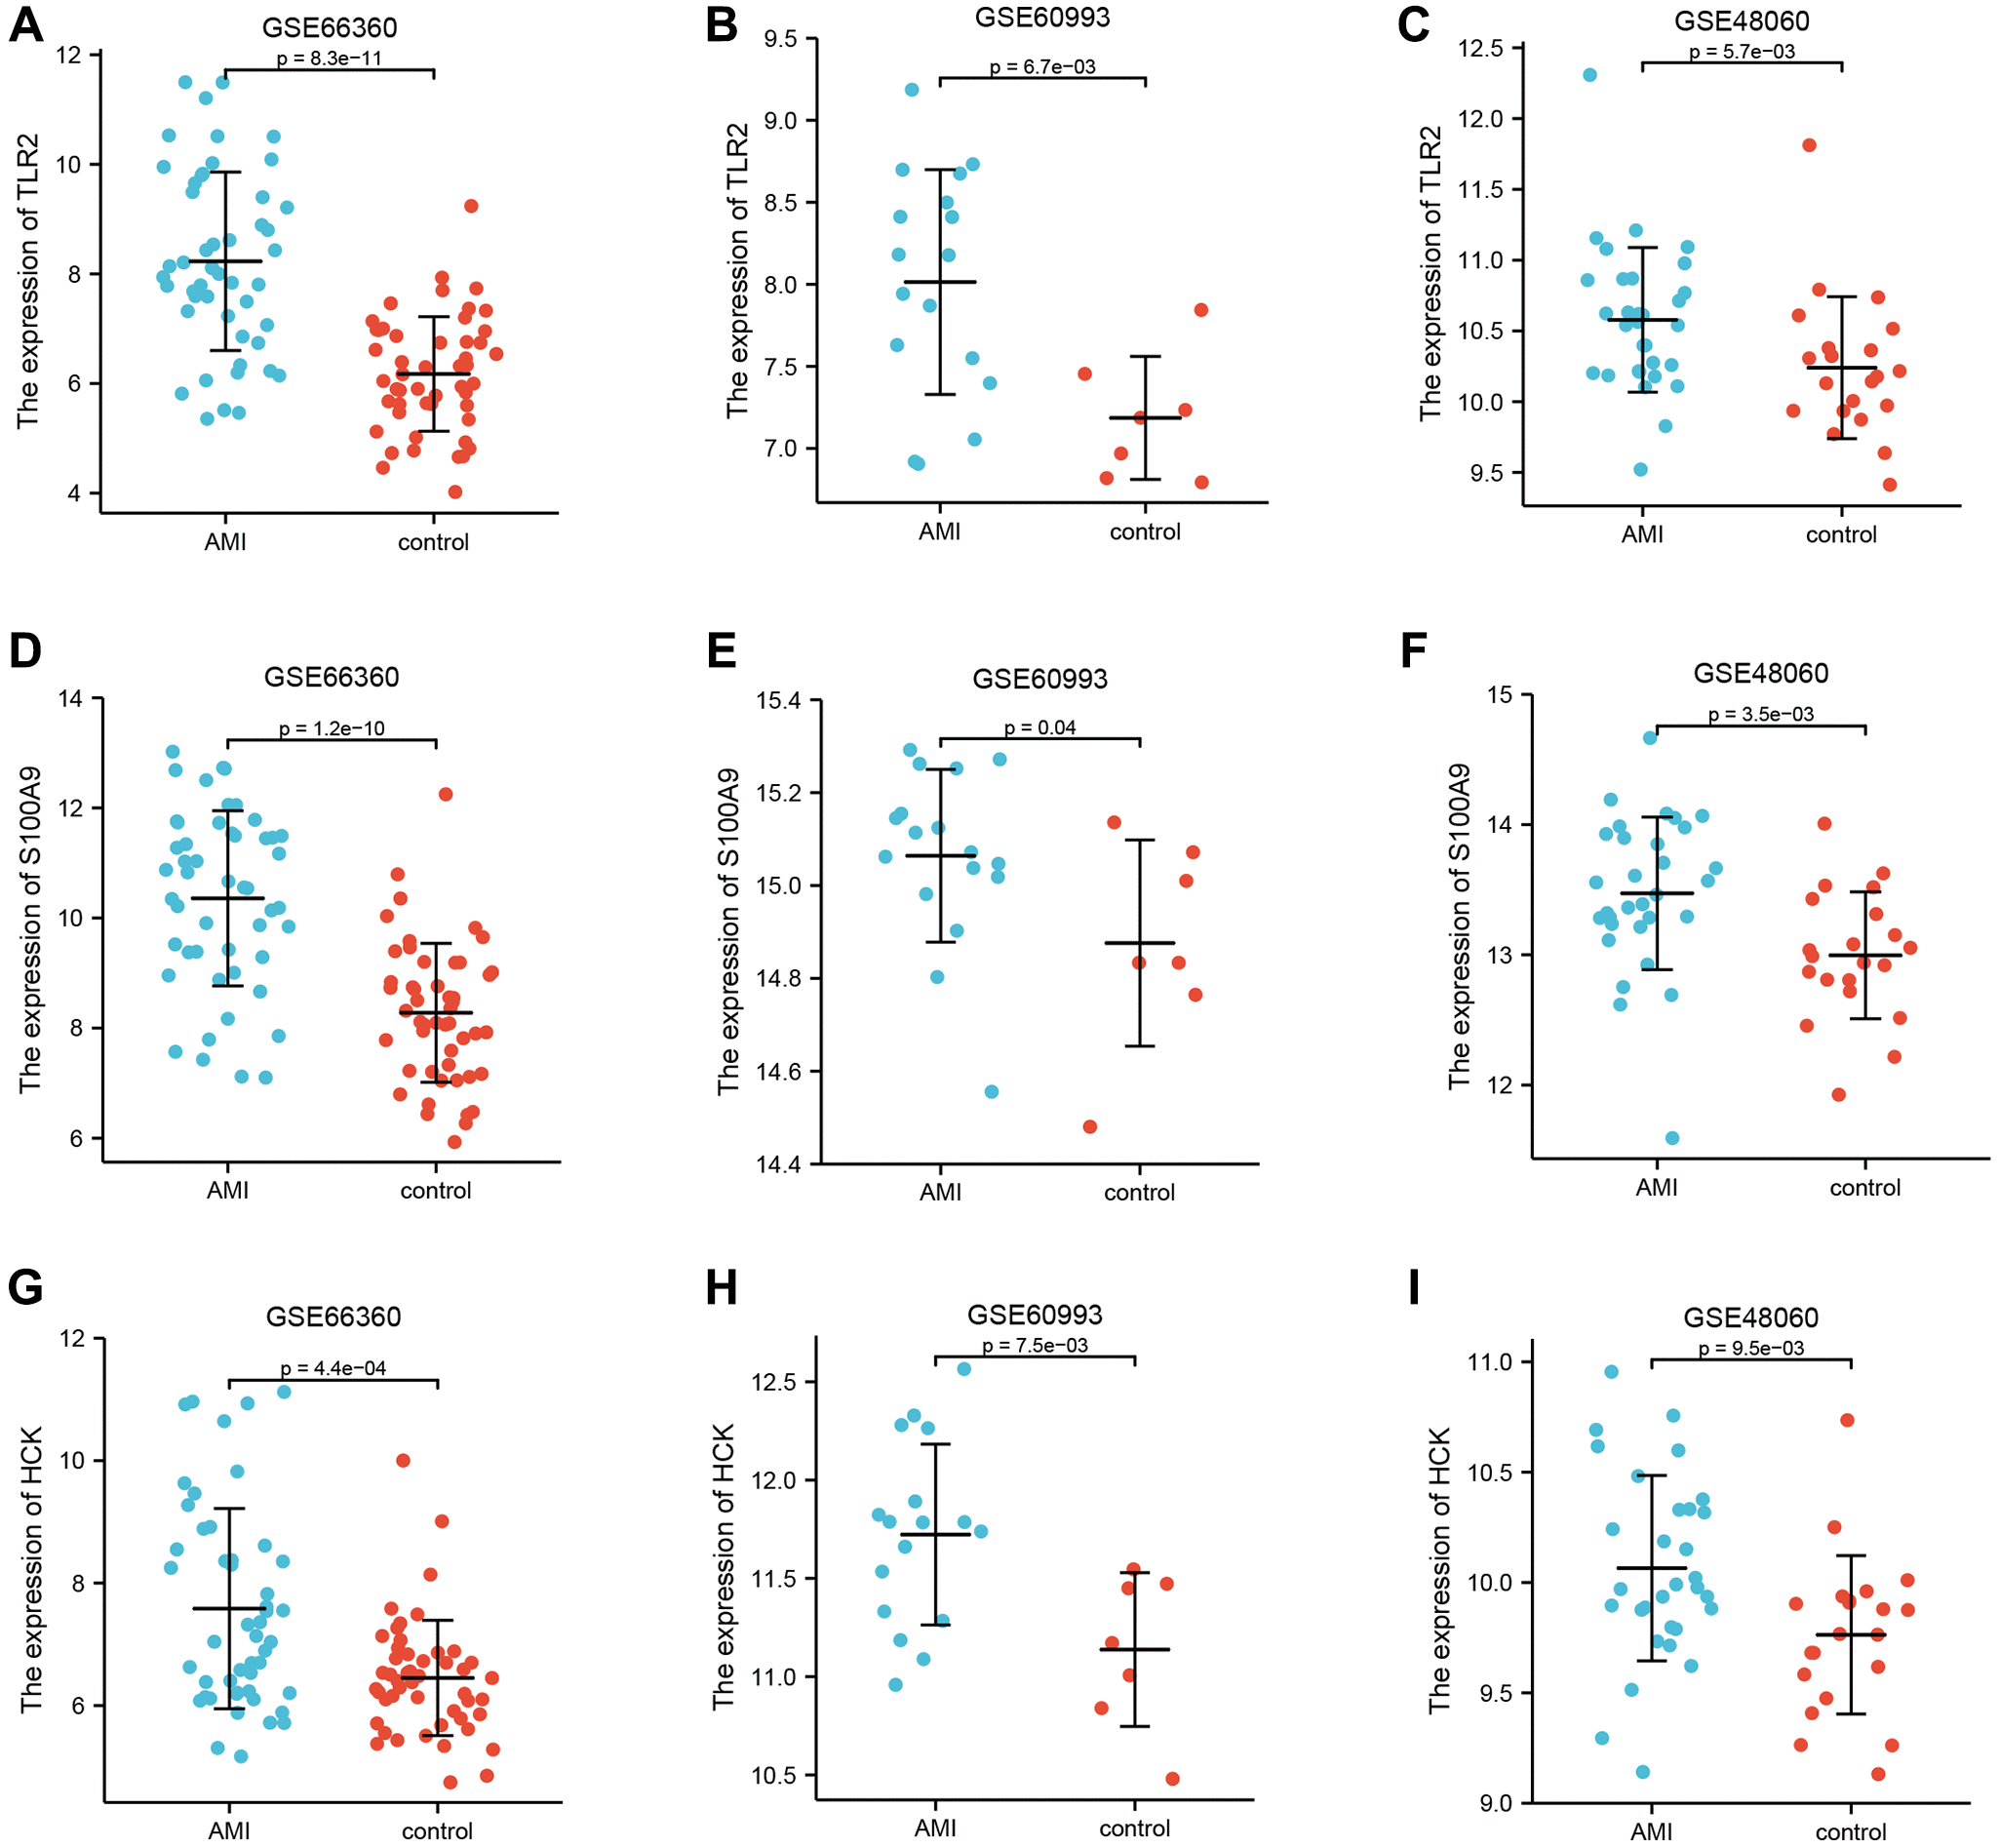 A
GSE66360
p = 8.3e−11
The expression of TLR2
12
10
8
6
4
AMI
control
B
GSE60993
p = 6.7e−03
The expression of TLR2
9.5
9.0
8.5
8.0
7.5
7.0
AMI
control
C
GSE48060
p = 5.7e−03
The expression of TLR2
12.5
12.0
11.5
11.0
10.5
10.0
9.5
AMI
control
D
GSE66360
p = 1.2e−10
The expression of S100A9
14
12
10
8
6
AMI
control
E
GSE60993
p = 0.04
The expression of S100A9
15.4
15.2
15.0
14.8
14.6
14.4
AMI
control
F
GSE48060
p = 3.5e−03
The expression of S100A9
15
14
13
12
AMI
control
G
GSE66360
p = 4.4e−04
The expression of HCK
12
10
8
6
AMI
control
H
GSE60993
p = 7.5e−03
The expression of HCK
12.5
12.0
11.5
11.0
10.5
AMI
control
I
GSE48060
p = 9.5e−03
The expression of HCK
11.0
10.5
10.0
9.5
9.0
AMI
control